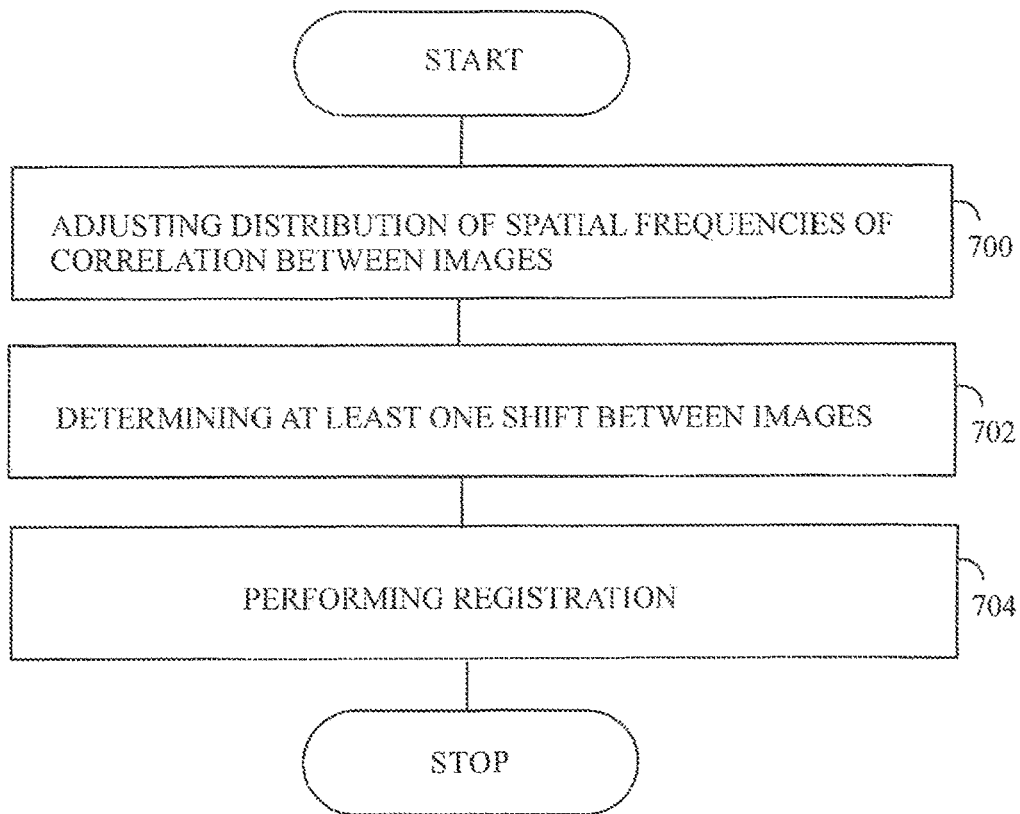 START
ADJUSTING DISTRIBUTION OF SPATIAL FREQUENCIES OF
CORRELATION BETWEEN IMAGES
700
DETERMINING AT LEAST ONE SHIFT BETWEEN IMAGES
702
PERFORMING REGISTRATION
704
STOP